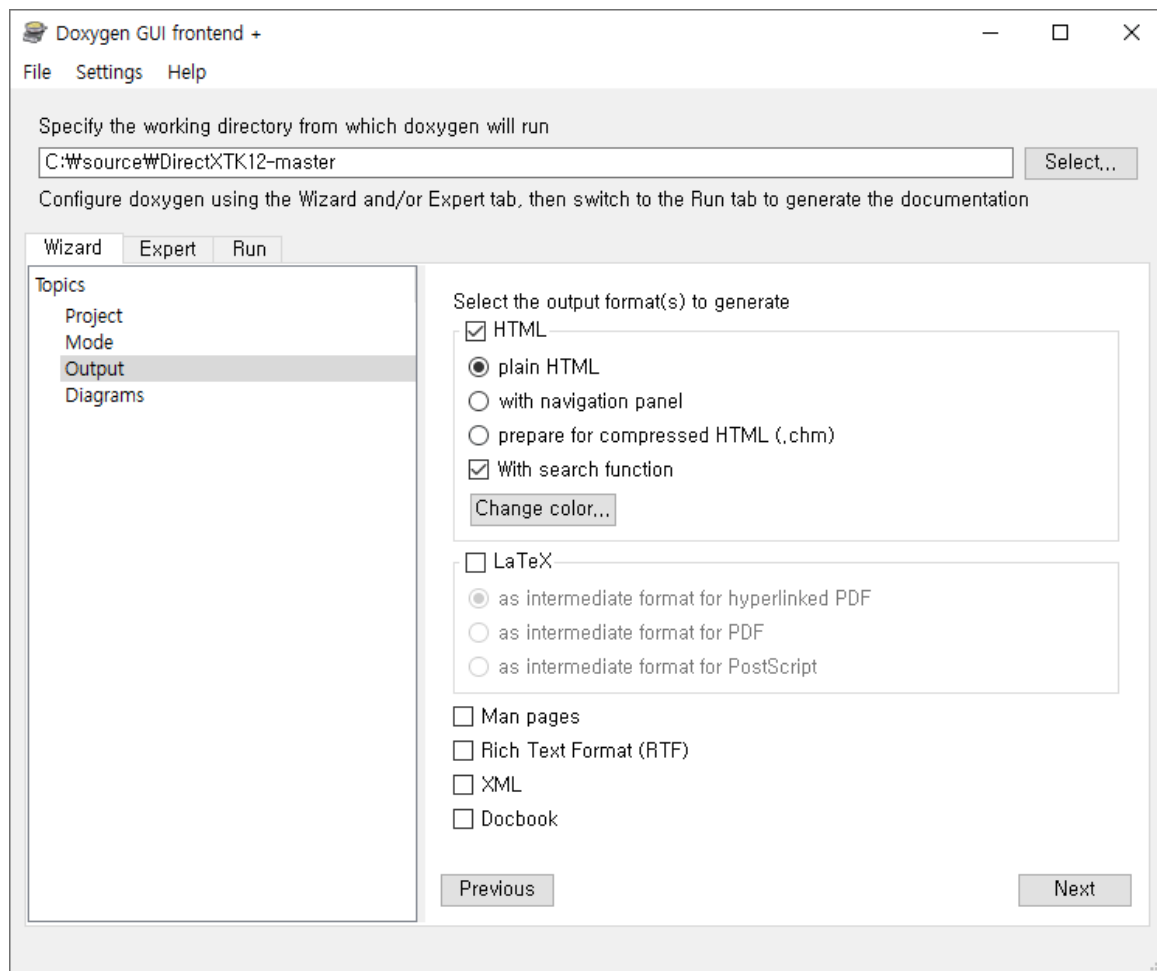 Doxygen GUI frontend +
File Settings Help
Specify the working directory from which doxygen will run
C:₩source₩DirectXTK12-master
Select...
Configure doxygen using the Wizard and/or Expert tab, then switch to the Run tab to generate the documentation
Wizard Expert Run
Topics
Project
Mode
Output
Diagrams
Select the output format(s) to generate
HTML
plain HTML
with navigation panel
prepare for compressed HTML (.chm)
With search function
Change color...
LaTeX
as intermediate format for hyperlinked PDF
as intermediate format for PDF
as intermediate format for PostScript
Man pages
Rich Text Format (RTF)
XML
Docbook
Previous Next